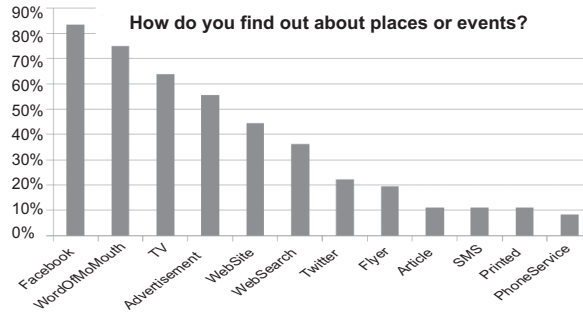 How do you find out about places or events?
90%
80%
70%
60%
50%
40%
30%
20%
10%
0%
Facebook
WordOfMoMouth
TV
Advertisement
WebSite
WebSearch
Twitter
Flyer
Article
SMS
Printed
PhoneService